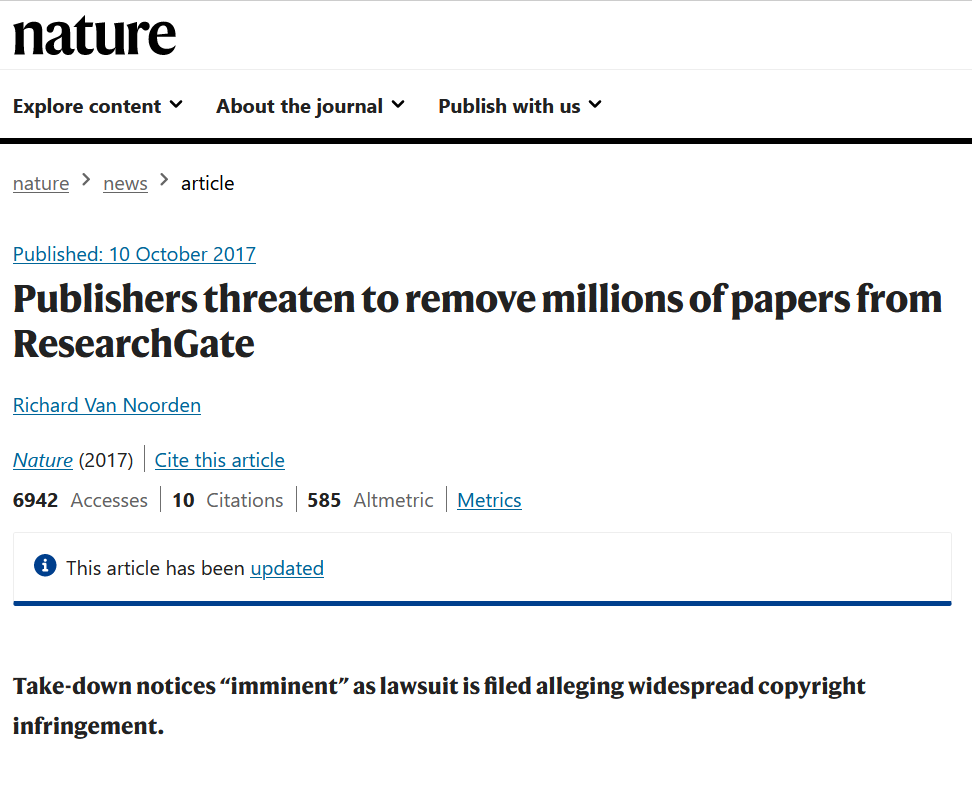 nature
Explore content About the journal Publish with us
nature > news > article
Published: 10 October 2017
Publishers threaten to remove millions of papers from
ResearchGate
Richard Van Noorden
Nature (2017) | Cite this article
6942 Accesses | 10 Citations | 585 Altmetric | Metrics
This article has been updated
Take-down notices “imminent” as lawsuit is filed alleging widespread copyright
infringement.